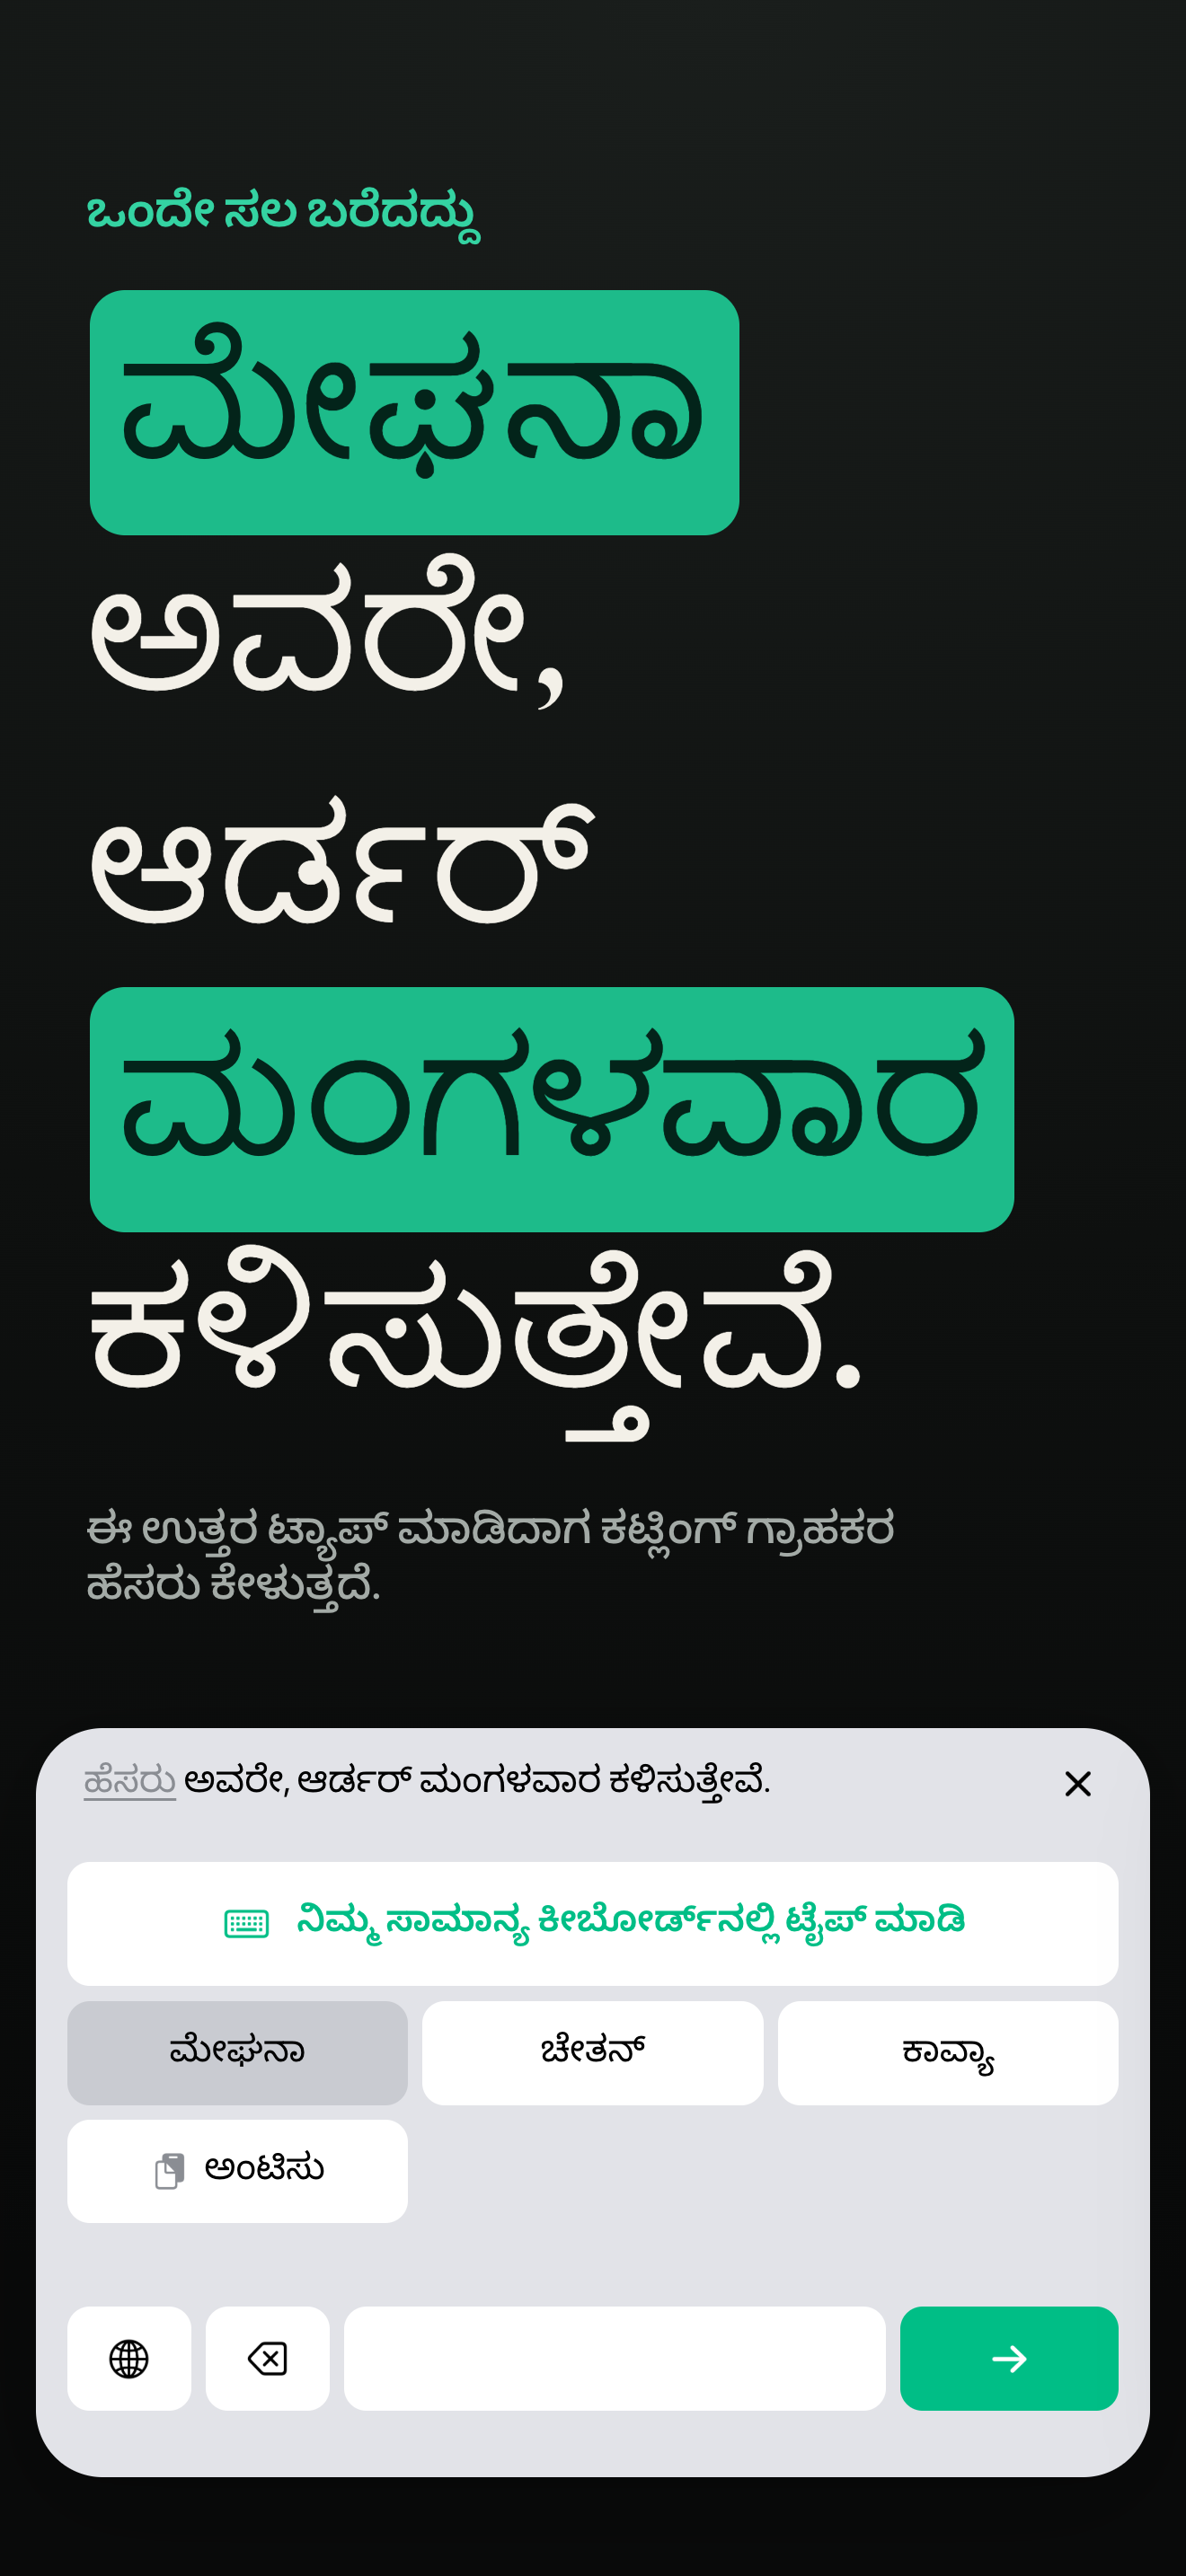 ಒಂದೇ ಸಲ ಬರೆದದ್ದು
ಮೇಘನಾ
ಅವರೇ,
ಆರ್ಡರ್
ಮಂಗಳವಾರ
ಕಳಿಸುತ್ತೇವೆ.
ಈ ಉತ್ತರ ಟ್ಯಾಪ್ ಮಾಡಿದಾಗ ಕಟ್ಲಿಂಗ್ ಗ್ರಾಹಕರ
ಹೆಸರು ಕೇಳುತ್ತದೆ.
ಹೆಸರು ಅವರೇ, ಆರ್ಡರ್ ಮಂಗಳವಾರ ಕಳಿಸುತ್ತೇವೆ.
ನಿಮ್ಮ ಸಾಮಾನ್ಯ ಕೀಬೋರ್ಡ್‌ನಲ್ಲಿ ಟೈಪ್ ಮಾಡಿ
ಮೇಘನಾ ಚೇತನ್ ಕಾವ್ಯಾ
ಅಂಟಿಸು